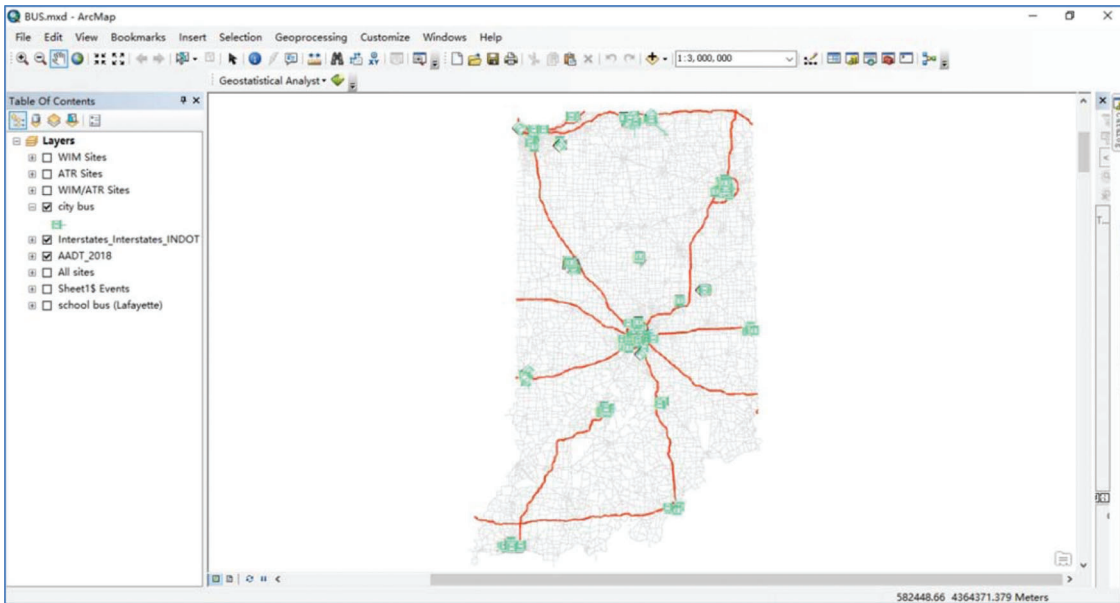 BUS.mxd - ArcMap
File Edit View Bookmarks Insert Selection Geoprocessing Customize Windows Help
1:3,000,000
Geostatistical Analyst
Table Of Contents
Layers
WIM Sites
ATR Sites
WIM/ATR Sites
city bus
Interstates_Interstates_INDOT
AADT_2018
All sites
Sheet1$ Events
school bus (Lafayette)
T...
582448.66 4364371.379 Meters